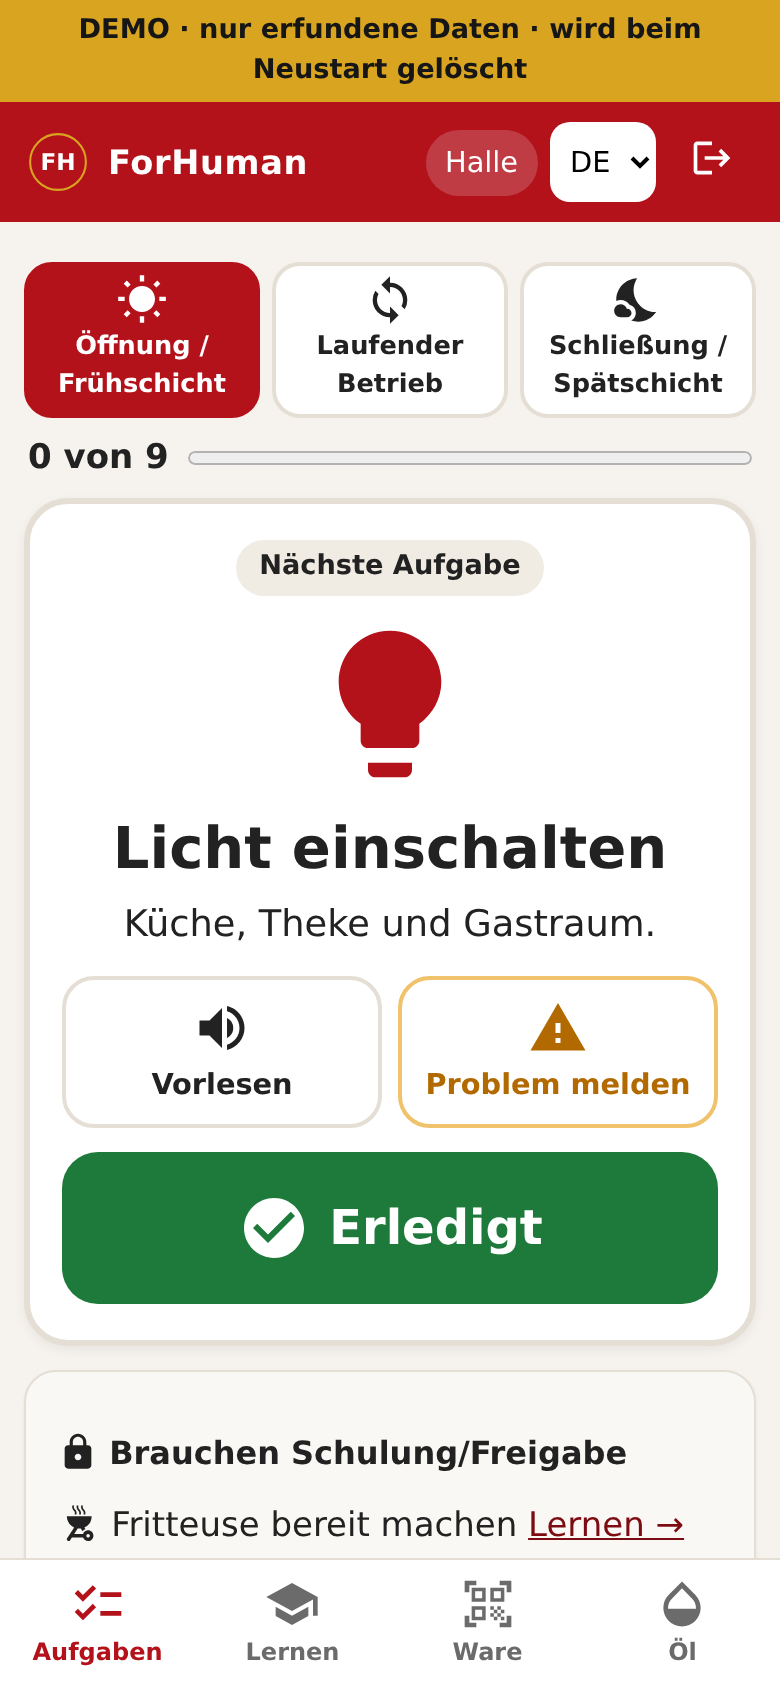 DEMO · nur erfundene Daten · wird beim
Neustart gelöscht
FH ForHuman Halle DE
Öffnung /
Frühschicht
Laufender
Betrieb
Schließung /
Spätschicht
0 von 9
Nächste Aufgabe
Licht einschalten
Küche, Theke und Gastraum.
Vorlesen
Problem melden
Erledigt
Brauchen Schulung/Freigabe
Fritteuse bereit machen Lernen →
Aufgaben
Lernen
Ware
Öl